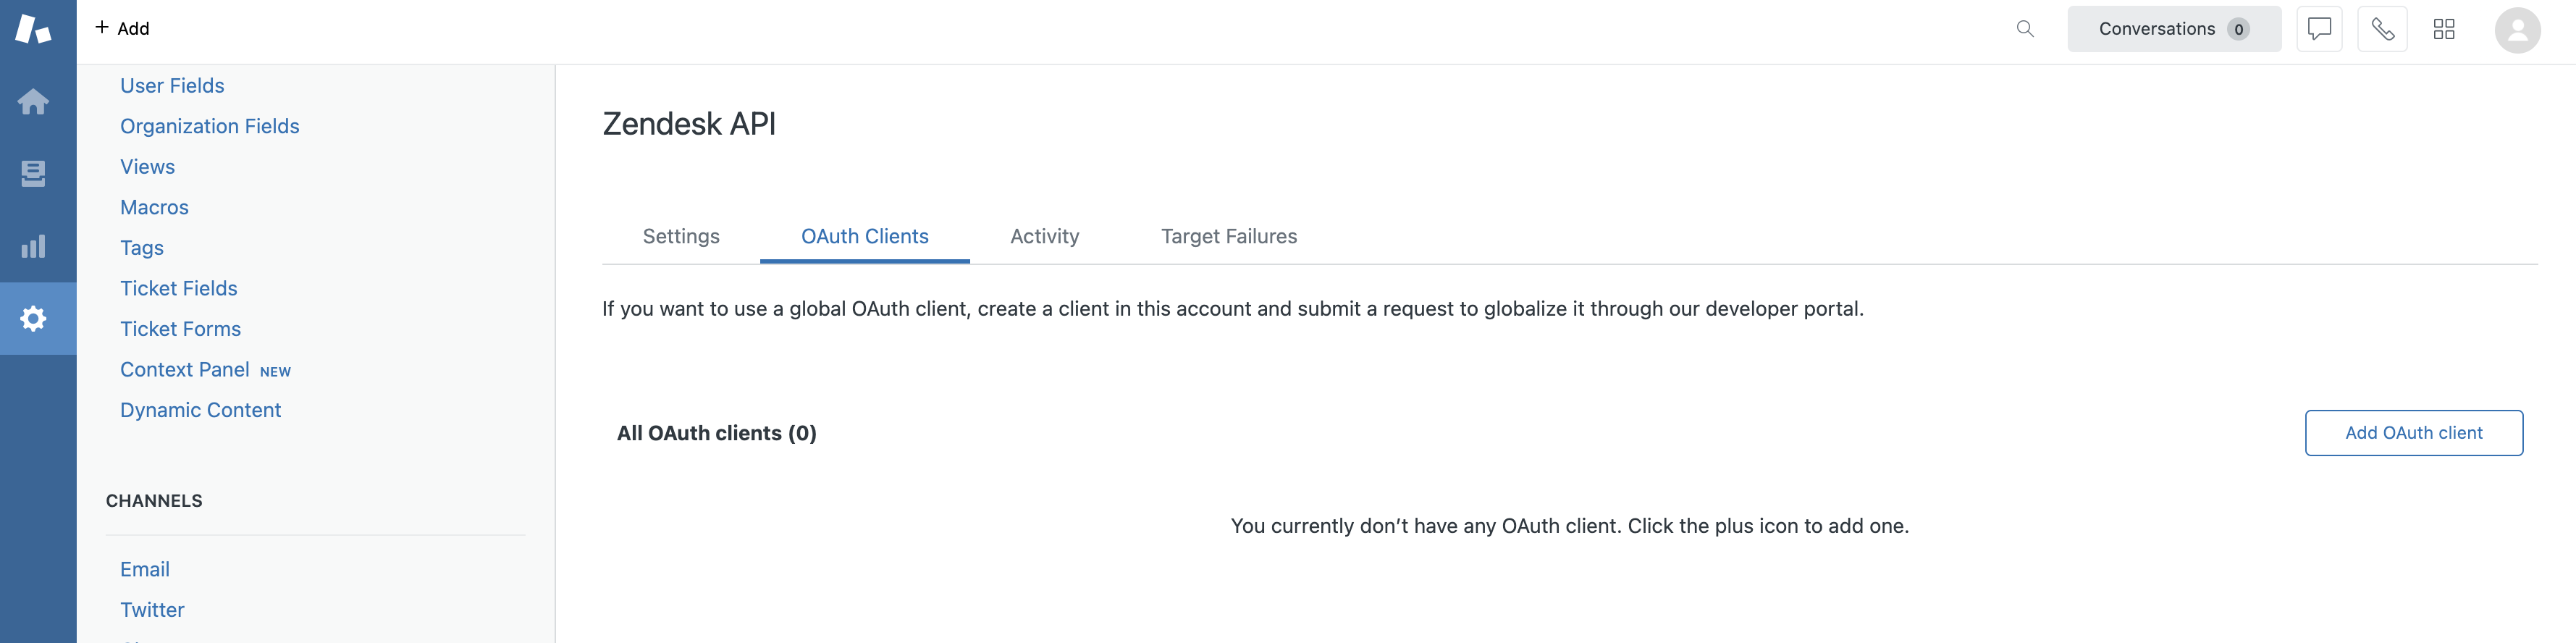 + Add
Conversations 0
User Fields
Organization Fields
Views
Macros
Tags
Ticket Fields
Ticket Forms
Context Panel NEW
Dynamic Content
CHANNELS
Email
Twitter
Zendesk API
Settings OAuth Clients Activity Target Failures
If you want to use a global OAuth client, create a client in this account and submit a request to globalize it through our developer portal.
All OAuth clients (0)
Add OAuth client
You currently don’t have any OAuth client. Click the plus icon to add one.